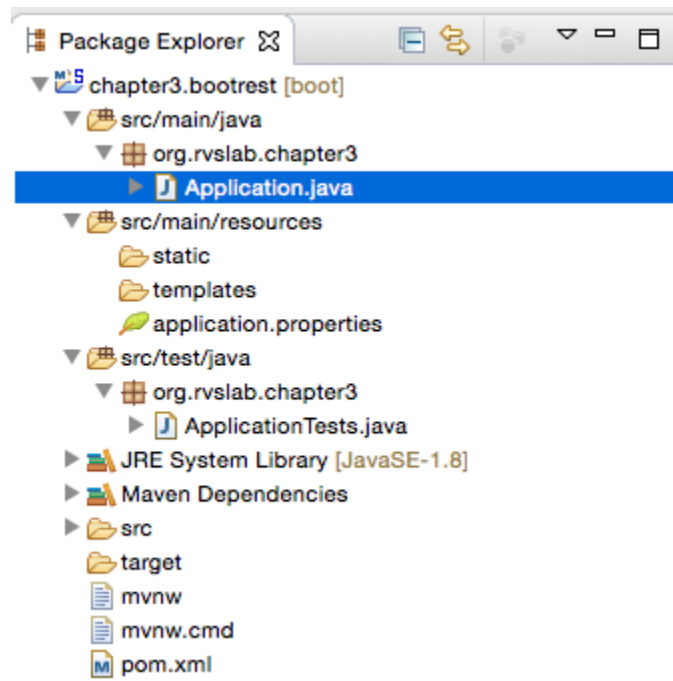 Package Explorer
chapter3.bootrest [boot]
src/main/java
org.rvslab.chapter3
Application.java
src/main/resources
static
templates
application.properties
src/test/java
org.rvslab.chapter3
ApplicationTests.java
JRE System Library [JavaSE-1.8]
Maven Dependencies
src
target
mvnw
mvnw.cmd
pom.xml